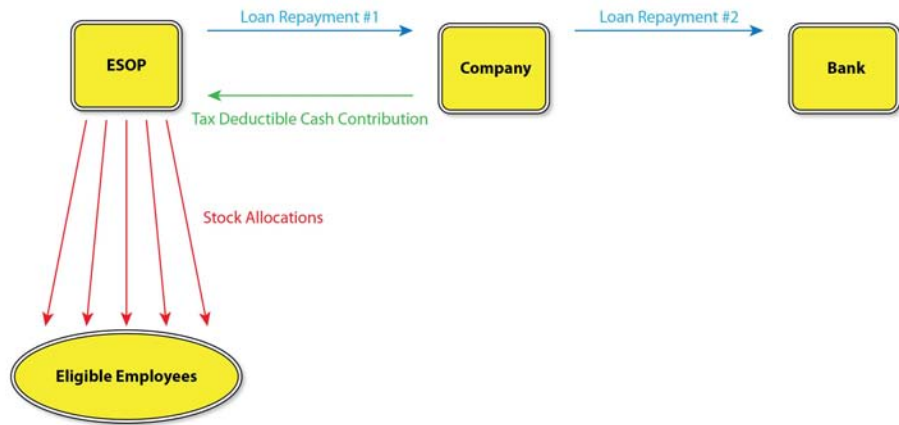 Loan Repayment #1
Loan Repayment #2
ESOP
Company
Bank
Tax Deductible Cash Contribution
Stock Allocations
Eligible Employees